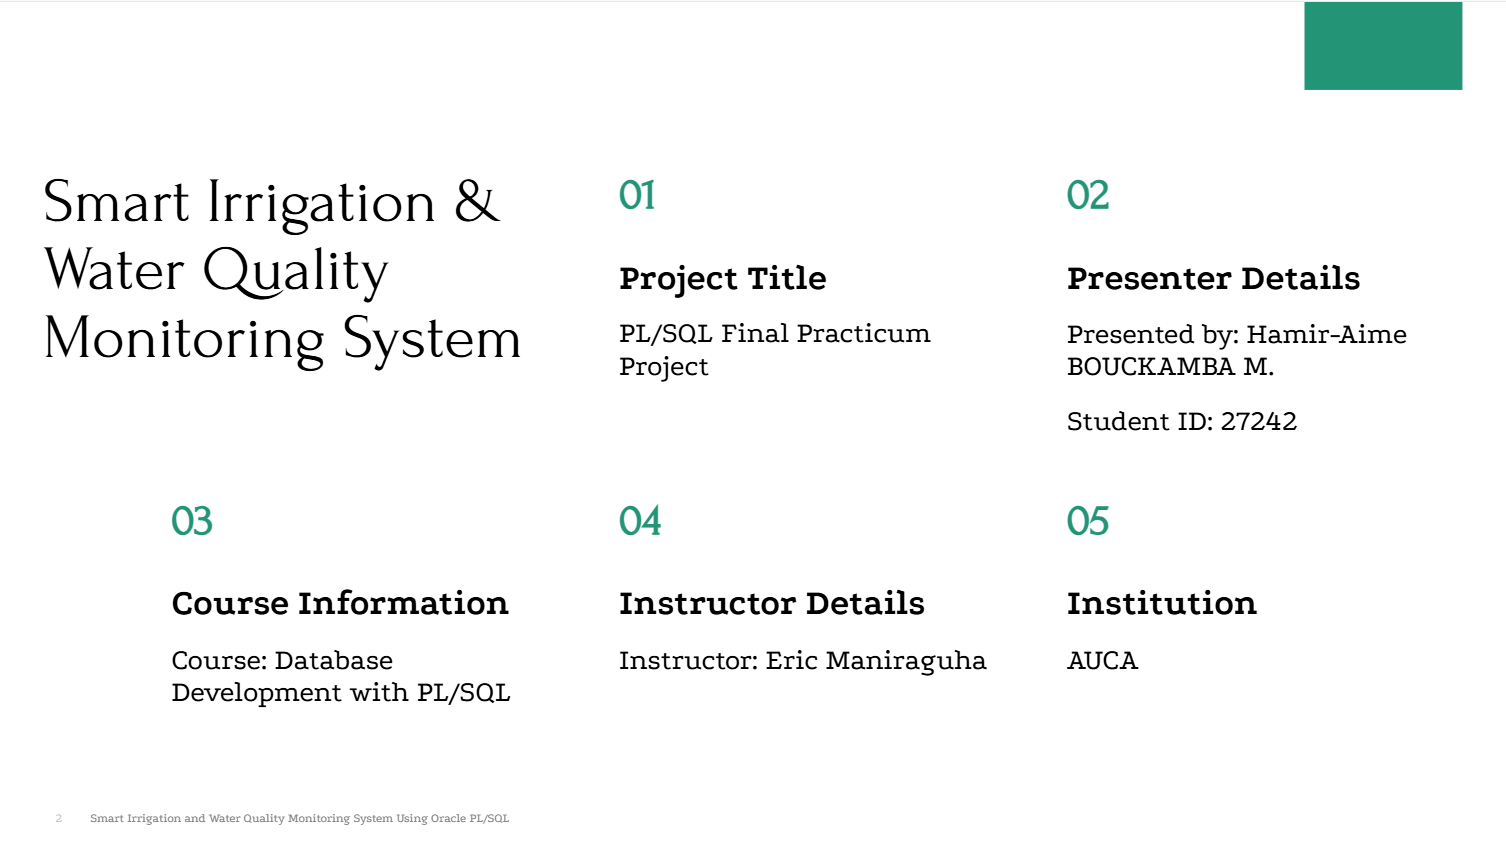 Smart Irrigation &
Water Quality
Monitoring System
01
Project Title
PL/SQL Final Practicum
Project
02
Presenter Details
Presented by: Hamir-Aime
BOUCKAMBA M.
Student ID: 27242
03
Course Information
Course: Database
Development with PL/SQL
04
Instructor Details
Instructor: Eric Maniraguha
05
Institution
AUCA
2
Smart Irrigation and Water Quality Monitoring System Using Oracle PL/SQL